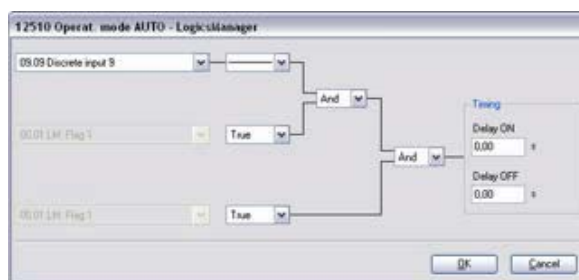 12510 Operat. mode AUTO - LogicsManager
09.09 Discrete input 9
And
Timing
Delay ON
00.01 LM: Flag 1
True
0,00 s
And
Delay OFF
0,00 s
00.01 LM: Flag 1
True
OK Cancel